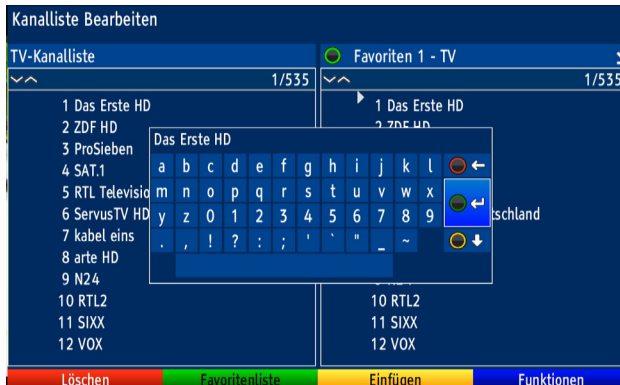 Kanalliste Bearbeiten
TV-Kanalliste
Favoriten 1 - TV
1/535
1/535
1 Das Erste HD
2 ZDF HD
3 ProSieben
4 SAT.1
5 RTL Televisio
6 ServusTV HD
7 kabel eins
8 arte HD
9 N24
10 RTL2
11 SIXX
12 VOX
1 Das Erste HD
2 ZDF HD
tschland
10 RTL2
11 SIXX
12 VOX
Das Erste HD
a b c d e f g h i j k l
m n o p q r s t u v w x
y z 0 1 2 3 4 5 6 7 8 9
. , ! ? : ; ' ` " _ ~
Löschen Favoritenliste Einfügen Funktionen